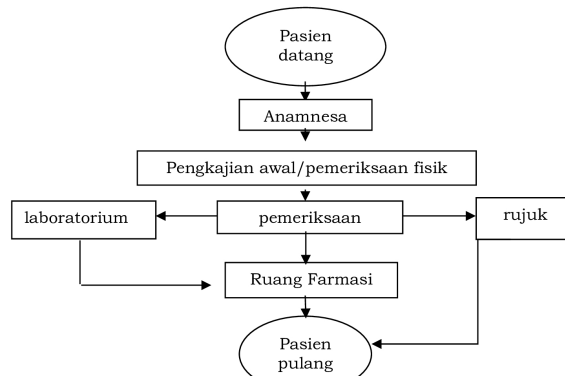 Pasien
datang
Anamnesa
Pengkajian awal/pemeriksaan fisik
laboratorium
pemeriksaan
rujuk
Ruang Farmasi
Pasien
pulang